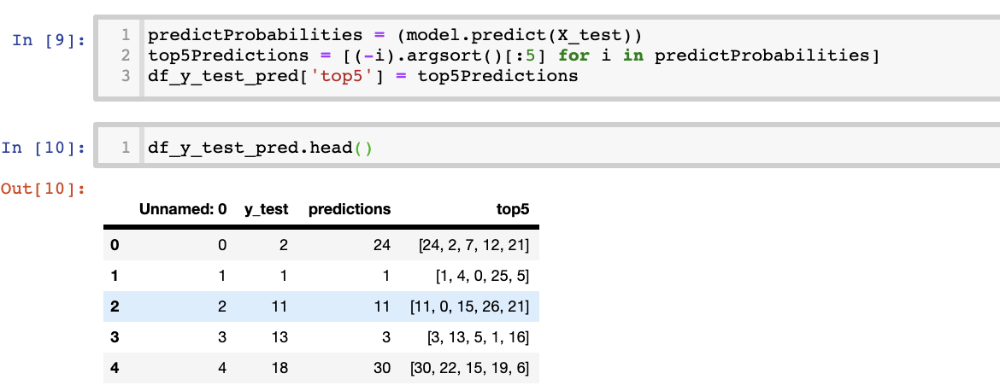 In [9]:
1 predictProbabilities = (model.predict(X_test))
2 top5Predictions = [(-i).argsort()[:5] for i in predictProbabilities]
3 df_y_test_pred['top5'] = top5Predictions
In [10]:
1 df_y_test_pred.head()
Out[10]:
Unnamed: 0 y_test predictions top5
0 0 2 24 [24, 2, 7, 12, 21]
1 1 1 1 [1, 4, 0, 25, 5]
2 2 11 11 [11, 0, 15, 26, 21]
3 3 13 3 [3, 13, 5, 1, 16]
4 4 18 30 [30, 22, 15, 19, 6]